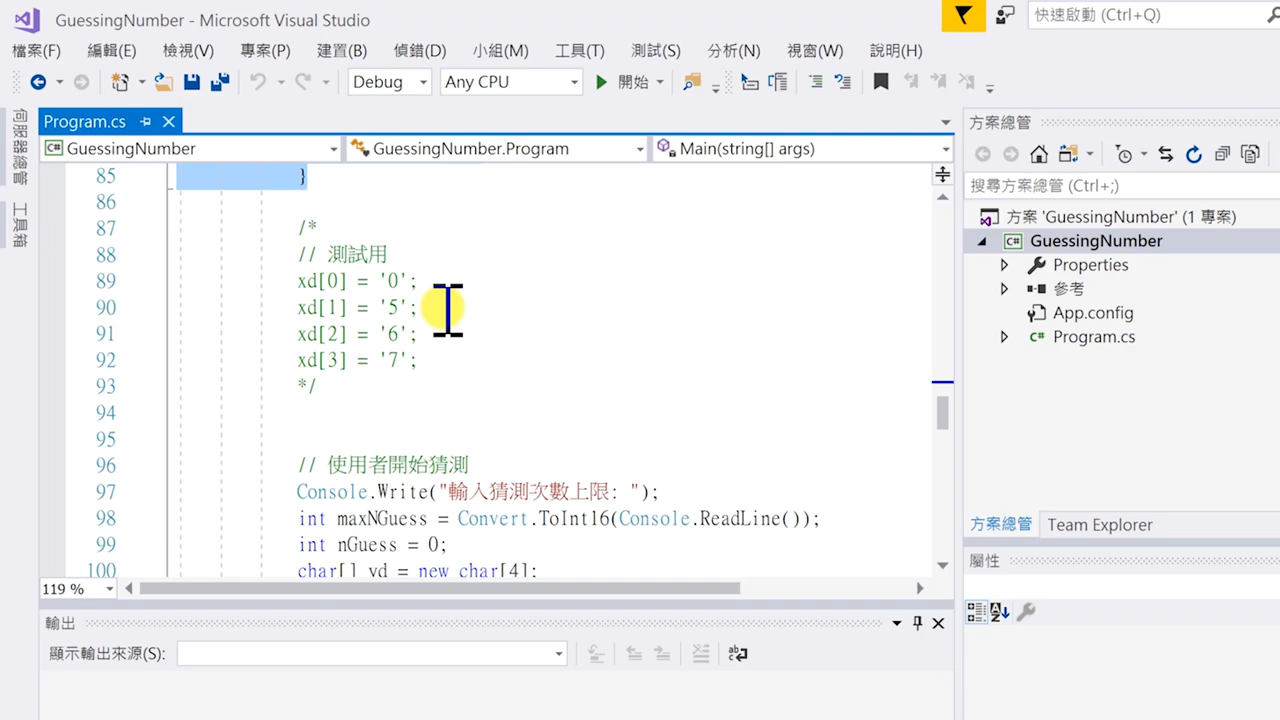 GuessingNumber - Microsoft Visual Studio
快速啟動 (Ctrl+Q)
檔案(F) 編輯(E) 檢視(V) 專案(P) 建置(B) 偵錯(D) 小組(M) 工具(T) 測試(S) 分析(N) 視窗(W) 說明(H)
Debug Any CPU 開始
伺服器總管
工具箱
Program.cs
GuessingNumber GuessingNumber.Program Main(string[] args)
85 }
86
87 /*
88 // 測試用
89 xd[0] = '0';
90 xd[1] = '5';
91 xd[2] = '6';
92 xd[3] = '7';
93 */
94
95
96 // 使用者開始猜測
97 Console.Write("輸入猜測次數上限: ");
98 int maxNGuess = Convert.ToInt16(Console.ReadLine());
99 int nGuess = 0;
100 char[] yd = new char[4];
119 %
輸出
顯示輸出來源(S):
方案總管
搜尋方案總管 (Ctrl+;)
方案 'GuessingNumber' (1 專案)
C# GuessingNumber
Properties
參考
App.config
C# Program.cs
方案總管 Team Explorer
屬性